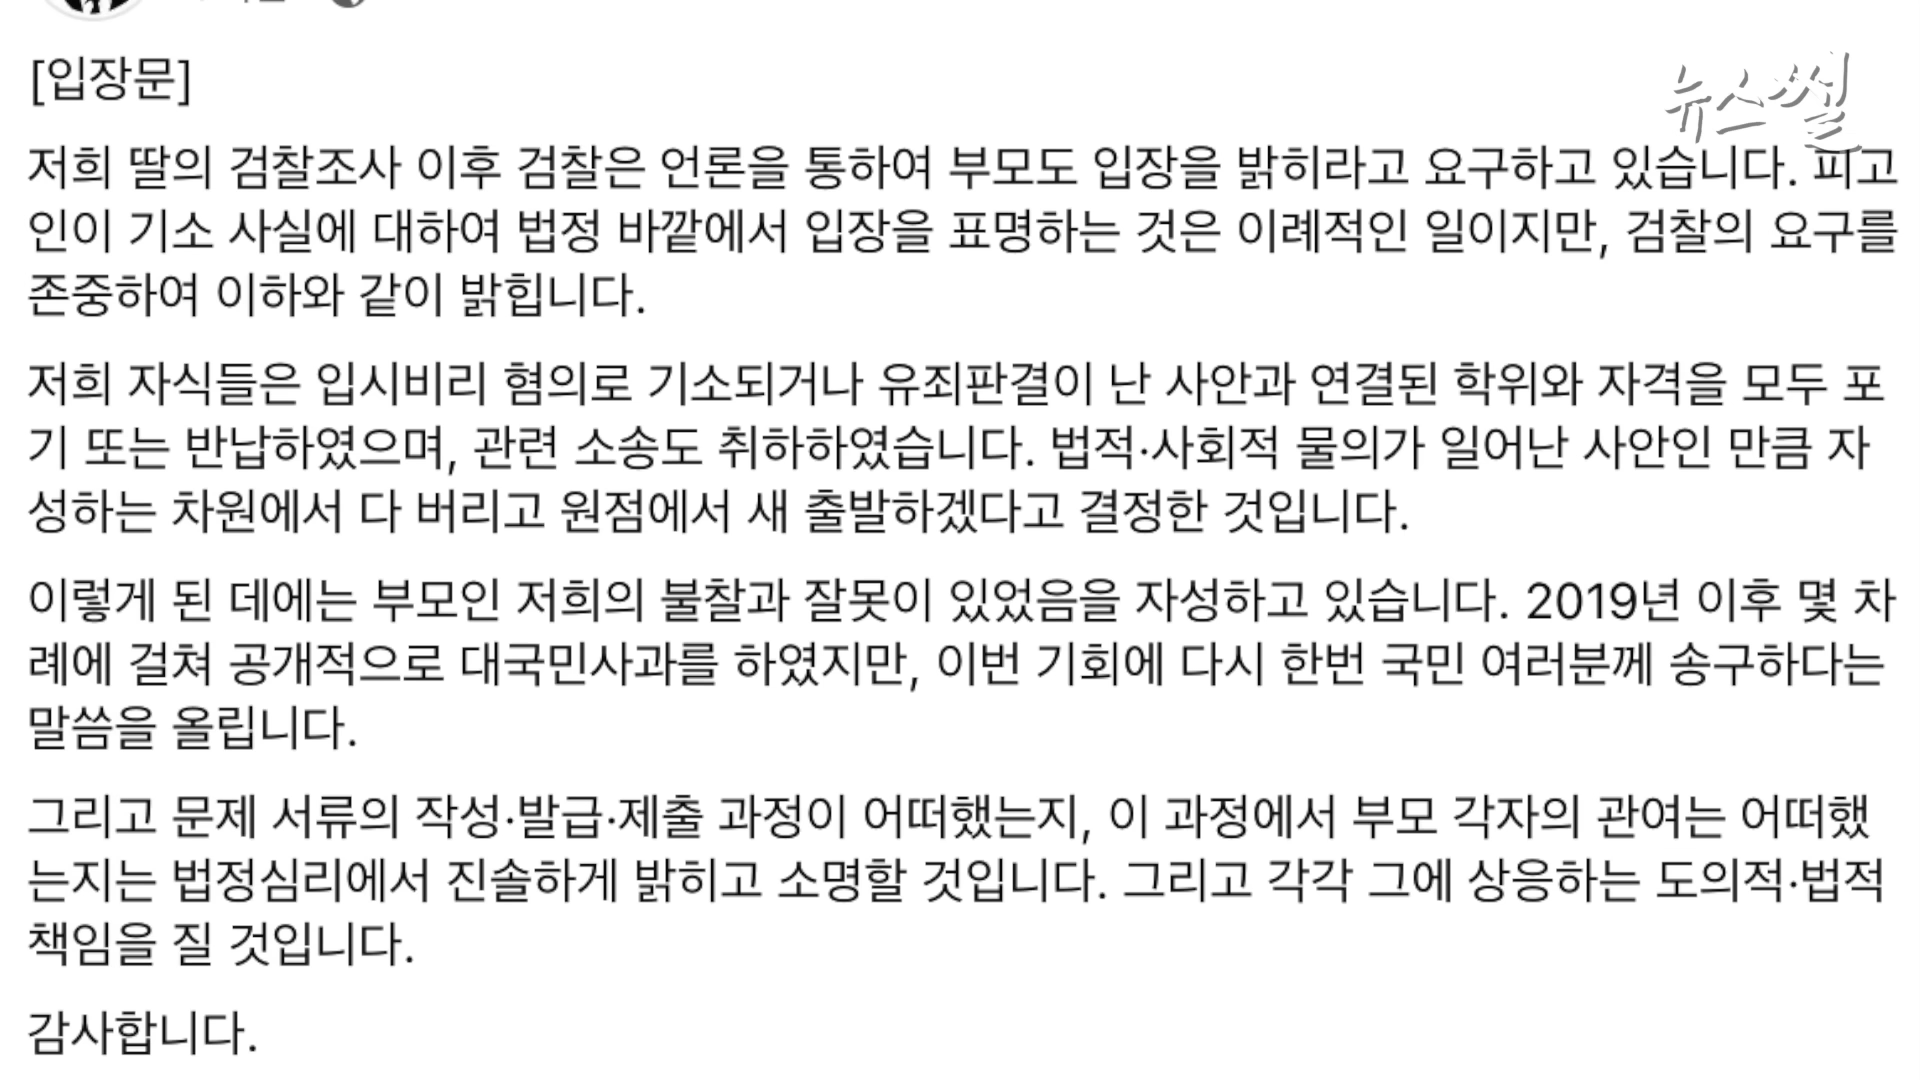 [입장문]
뉴스썰
저희 딸의 검찰조사 이후 검찰은 언론을 통하여 부모도 입장을 밝히라고 요구하고 있습니다. 피고
인이 기소 사실에 대하여 법정 바깥에서 입장을 표명하는 것은 이례적인 일이지만, 검찰의 요구를
존중하여 이하와 같이 밝힙니다.
저희 자식들은 입시비리 혐의로 기소되거나 유죄판결이 난 사안과 연결된 학위와 자격을 모두 포
기 또는 반납하였으며, 관련 소송도 취하하였습니다. 법적·사회적 물의가 일어난 사안인 만큼 자
성하는 차원에서 다 버리고 원점에서 새 출발하겠다고 결정한 것입니다.
이렇게 된 데에는 부모인 저희의 불찰과 잘못이 있었음을 자성하고 있습니다. 2019년 이후 몇 차
례에 걸쳐 공개적으로 대국민사과를 하였지만, 이번 기회에 다시 한번 국민 여러분께 송구하다는
말씀을 올립니다.
그리고 문제 서류의 작성·발급·제출 과정이 어떠했는지, 이 과정에서 부모 각자의 관여는 어떠했
는지는 법정심리에서 진솔하게 밝히고 소명할 것입니다. 그리고 각각 그에 상응하는 도의적·법적
책임을 질 것입니다.
감사합니다.